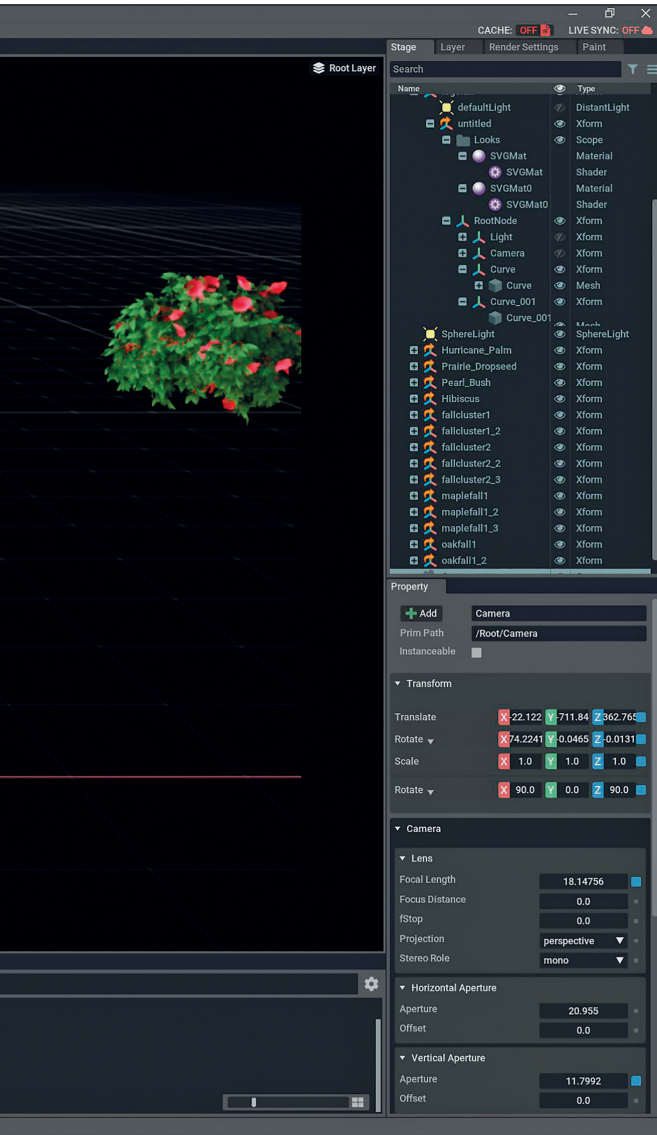 CACHE: OFF LIVE SYNC: OFF
Stage Layer Render Settings Paint
Root Layer
Search
Name Type
defaultLight DistantLight
untitled Xform
Looks Scope
SVGMat Material
SVGMat Shader
SVGMat0 Material
SVGMat0 Shader
RootNode Xform
Light Xform
Camera Xform
Curve Xform
Curve Mesh
Curve_001 Xform
Curve_001 Mesh
SphereLight SphereLight
Hurricane_Palm Xform
Prairie_Dropseed Xform
Pearl_Bush Xform
Hibiscus Xform
fallcluster1 Xform
fallcluster1_2 Xform
fallcluster2 Xform
fallcluster2_2 Xform
fallcluster2_3 Xform
maplefall1 Xform
maplefall1_2 Xform
maplefall1_3 Xform
oakfall1 Xform
oakfall1_2 Xform
Property
Add Camera
Prim Path /Root/Camera
Instanceable
Transform
Translate X -22.122 Y -711.84 Z 362.765
Rotate X 74.2241 Y -0.0465 Z -0.0131
Scale X 1.0 Y 1.0 Z 1.0
Rotate X 90.0 Y 0.0 Z 90.0
Camera
Lens
Focal Length 18.14756
Focus Distance 0.0
fStop 0.0
Projection perspective
Stereo Role mono
Horizontal Aperture
Aperture 20.955
Offset 0.0
Vertical Aperture
Aperture 11.7992
Offset 0.0